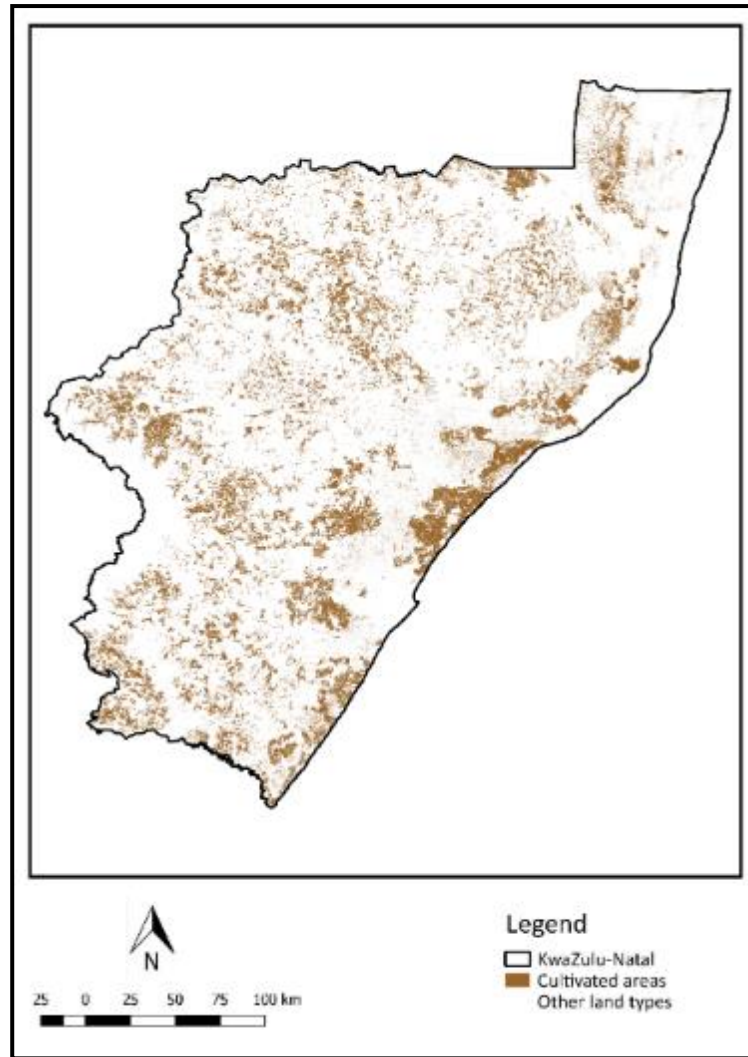 N
25 0 25 50 75 100 km
Legend
KwaZulu-Natal
Cultivated areas
Other land types